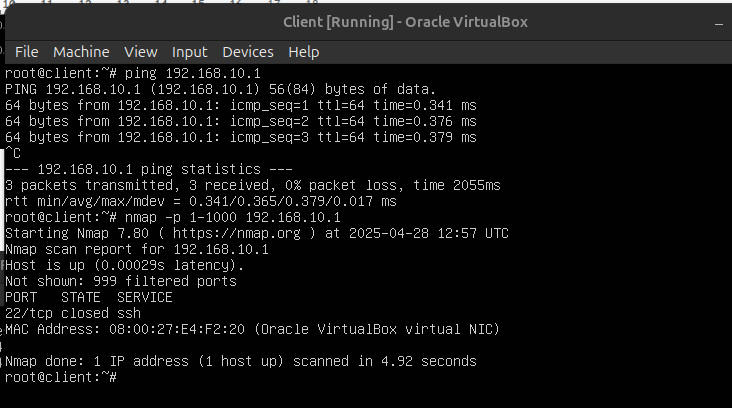 10 11 12 13 14 15 16 17 18
Client [Running] - Oracle VirtualBox
File Machine View Input Devices Help
root@client:~# ping 192.168.10.1
PING 192.168.10.1 (192.168.10.1) 56(84) bytes of data.
64 bytes from 192.168.10.1: icmp_seq=1 ttl=64 time=0.341 ms
64 bytes from 192.168.10.1: icmp_seq=2 ttl=64 time=0.376 ms
64 bytes from 192.168.10.1: icmp_seq=3 ttl=64 time=0.379 ms
^C
--- 192.168.10.1 ping statistics ---
3 packets transmitted, 3 received, 0% packet loss, time 2055ms
rtt min/avg/max/mdev = 0.341/0.365/0.379/0.017 ms
root@client:~# nmap -p 1-1000 192.168.10.1
Starting Nmap 7.80 ( https://nmap.org ) at 2025-04-28 12:57 UTC
Nmap scan report for 192.168.10.1
Host is up (0.00029s latency).
Not shown: 999 filtered ports
PORT   STATE  SERVICE
22/tcp closed ssh
MAC Address: 08:00:27:E4:F2:20 (Oracle VirtualBox virtual NIC)
Nmap done: 1 IP address (1 host up) scanned in 4.92 seconds
root@client:~#